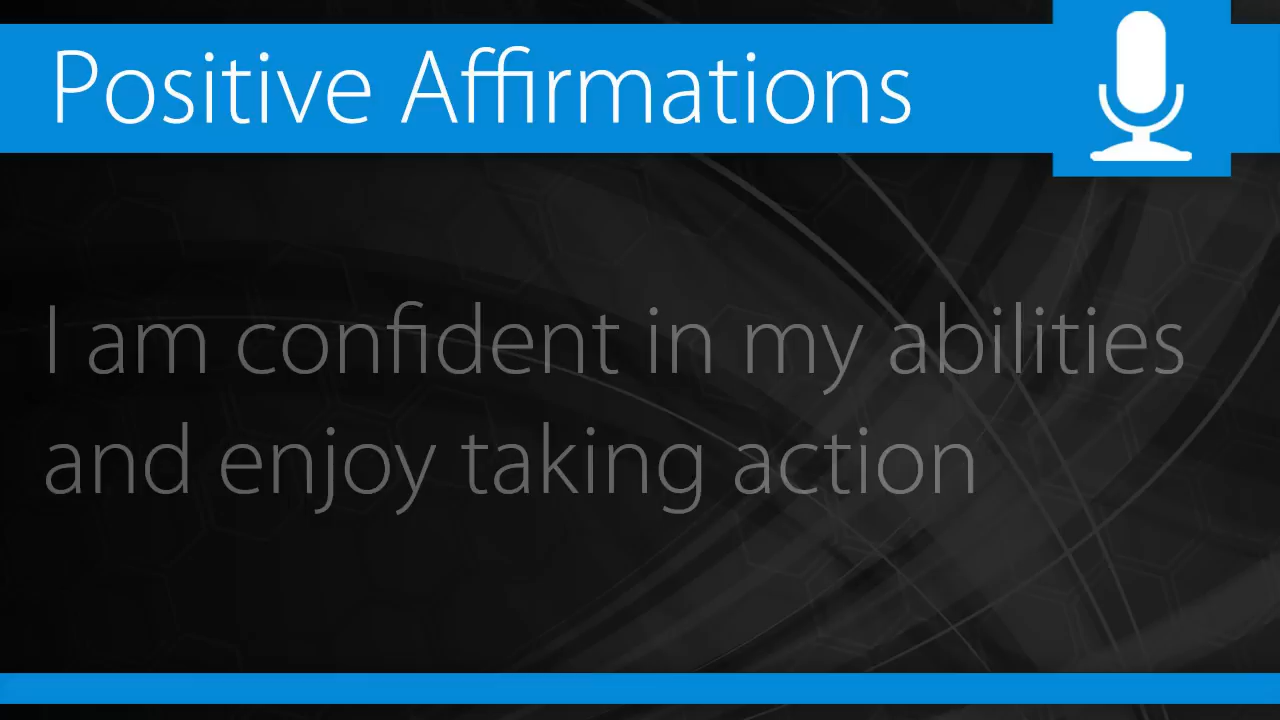 Positive Affirmations
I am confident in my abilities
and enjoy taking action